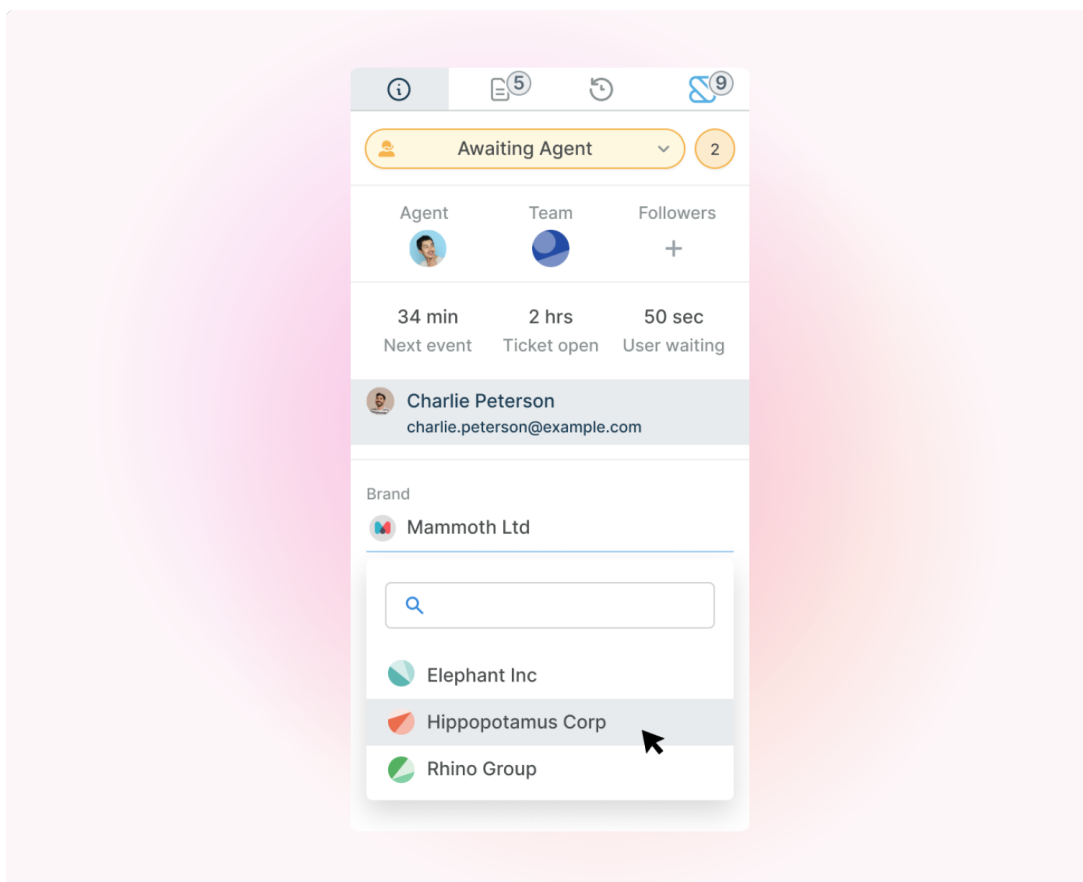 5
9
Awaiting Agent
2
Agent Team Followers
34 min 2 hrs 50 sec
Next event Ticket open User waiting
Charlie Peterson
charlie.peterson@example.com
Brand
Mammoth Ltd
Elephant Inc
Hippopotamus Corp
Rhino Group